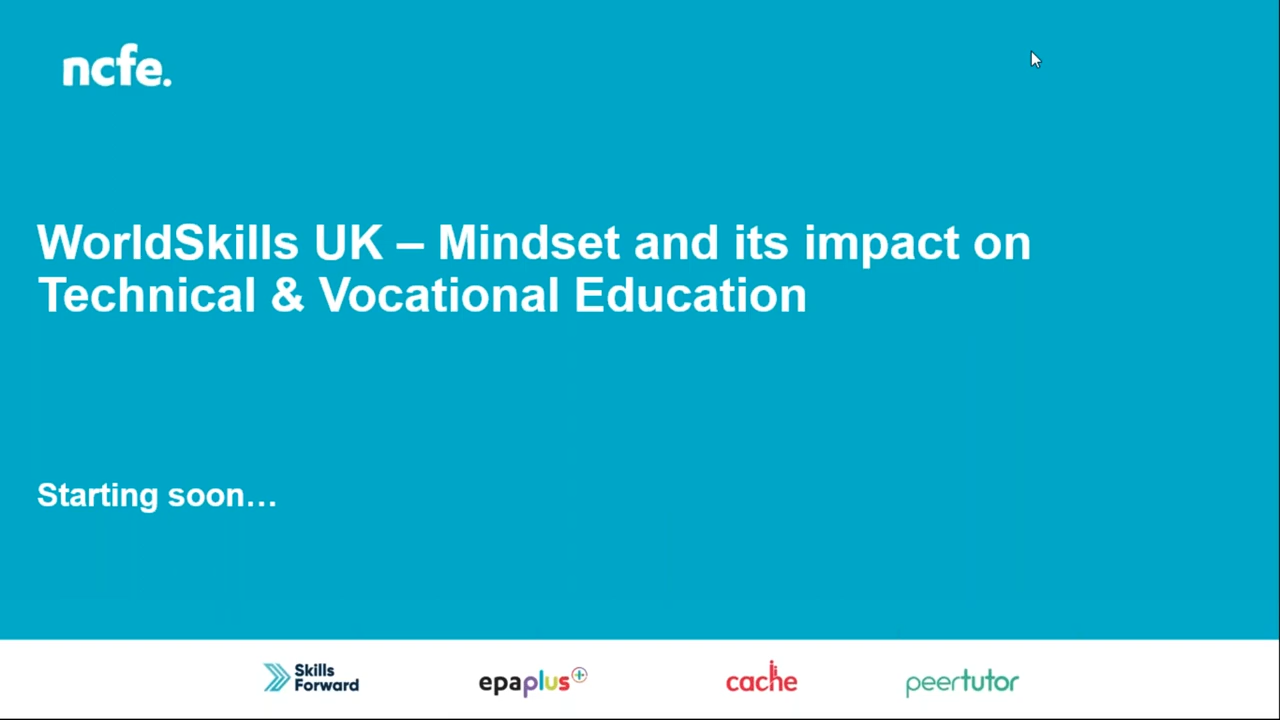 ncfe.
WorldSkills UK – Mindset and its impact on
Technical & Vocational Education
Starting soon…
Skills
Forward
epaplus+
cache
peertutor